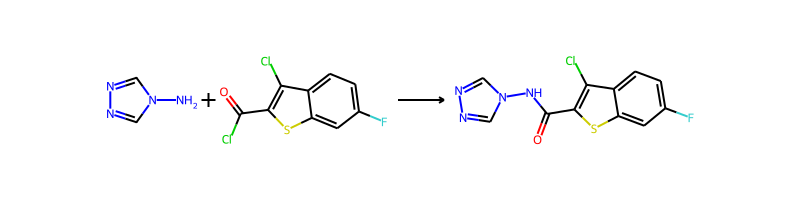 N N N NH₂ + O Cl Cl S F
N N N NH O Cl S F